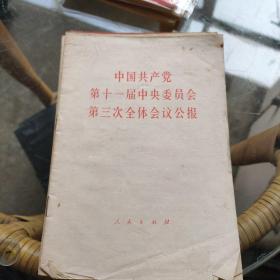 中国共产党
第十一届中央委员会
第三次全体会议公报
人民出版社